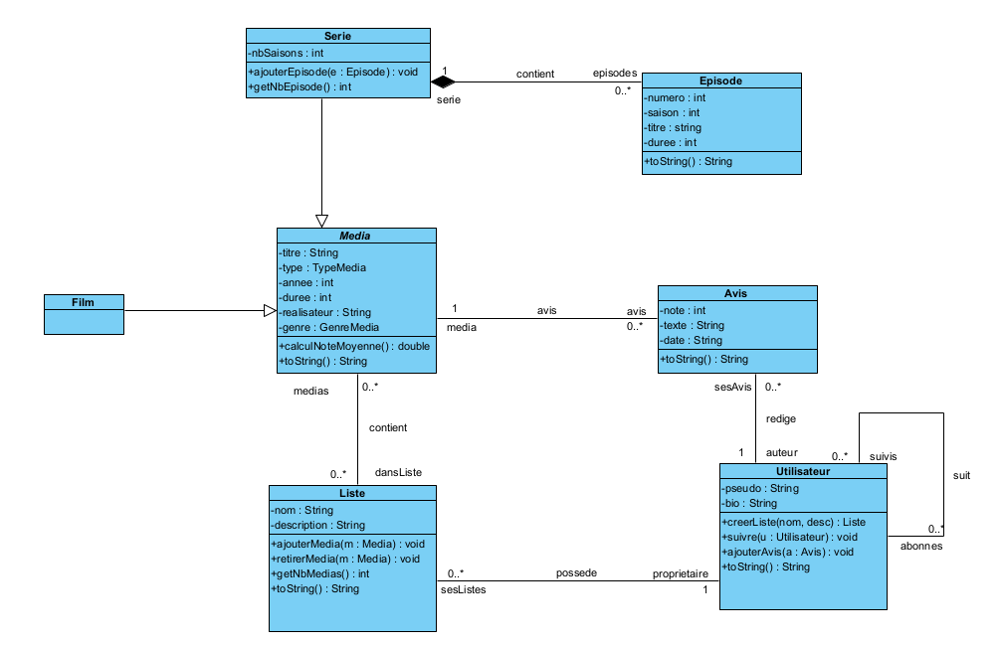 Serie
-nbSaisons : int
+ajouterEpisode(e : Episode) : void
+getNbEpisode() : int
1
serie
contient
episodes
0..*
Episode
-numero : int
-saison : int
-titre : string
-duree : int
+toString() : String
Media
-titre : String
-type : TypeMedia
-annee : int
-duree : int
-realisateur : String
-genre : GenreMedia
+calculNoteMoyenne() : double
+toString() : String
Film
1
media
avis
avis
0..*
Avis
-note : int
-texte : String
-date : String
+toString() : String
medias
0..*
contient
0..*
dansListe
sesAvis
0..*
redige
1
auteur
0..*
suivis
suit
0..*
abonnes
Liste
-nom : String
-description : String
+ajouterMedia(m : Media) : void
+retirerMedia(m : Media) : void
+getNbMedias() : int
+toString() : String
0..*
sesListes
possede
proprietaire
1
Utilisateur
-pseudo : String
-bio : String
+creerListe(nom, desc) : Liste
+suivre(u : Utilisateur) : void
+ajouterAvis(a : Avis) : void
+toString() : String